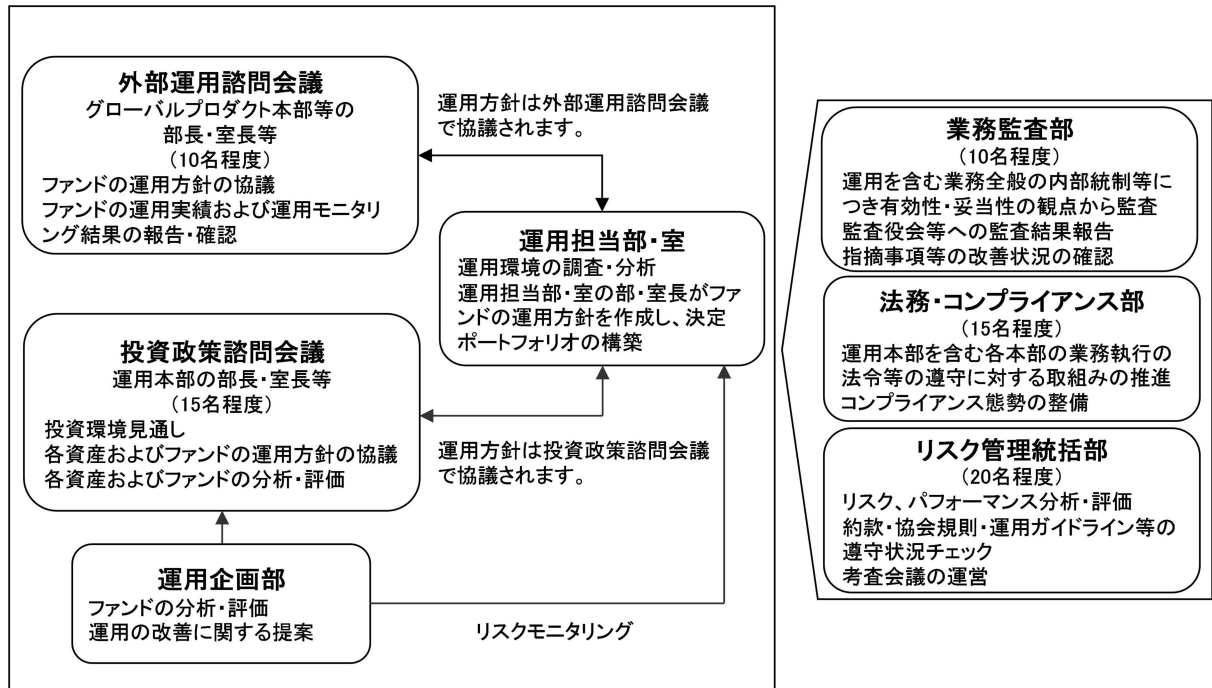 外部運用諮問会議
グローバルプロダクト本部等の
部長・室長等
(10名程度)
ファンドの運用方針の協議
ファンドの運用実績および運用モニタリ
ング結果の報告・確認
運用方針は外部運用諮問会議
で協議されます。
運用担当部・室
運用環境の調査・分析
運用担当部・室の部・室長がファ
ンドの運用方針を作成し、決定
ポートフォリオの構築
投資政策諮問会議
運用本部の部長・室長等
(15名程度)
投資環境見通し
各資産およびファンドの運用方針の協議
各資産およびファンドの分析・評価
運用方針は投資政策諮問会議
で協議されます。
運用企画部
ファンドの分析・評価
運用の改善に関する提案
リスクモニタリング
業務監査部
(10名程度)
運用を含む業務全般の内部統制等に
つき有効性・妥当性の観点から監査
監査役会等への監査結果報告
指摘事項等の改善状況の確認
法務・コンプライアンス部
(15名程度)
運用本部を含む各本部の業務執行の
法令等の遵守に対する取組みの推進
コンプライアンス態勢の整備
リスク管理統括部
(20名程度)
リスク、パフォーマンス分析・評価
約款・協会規則・運用ガイドライン等の
遵守状況チェック
考査会議の運営